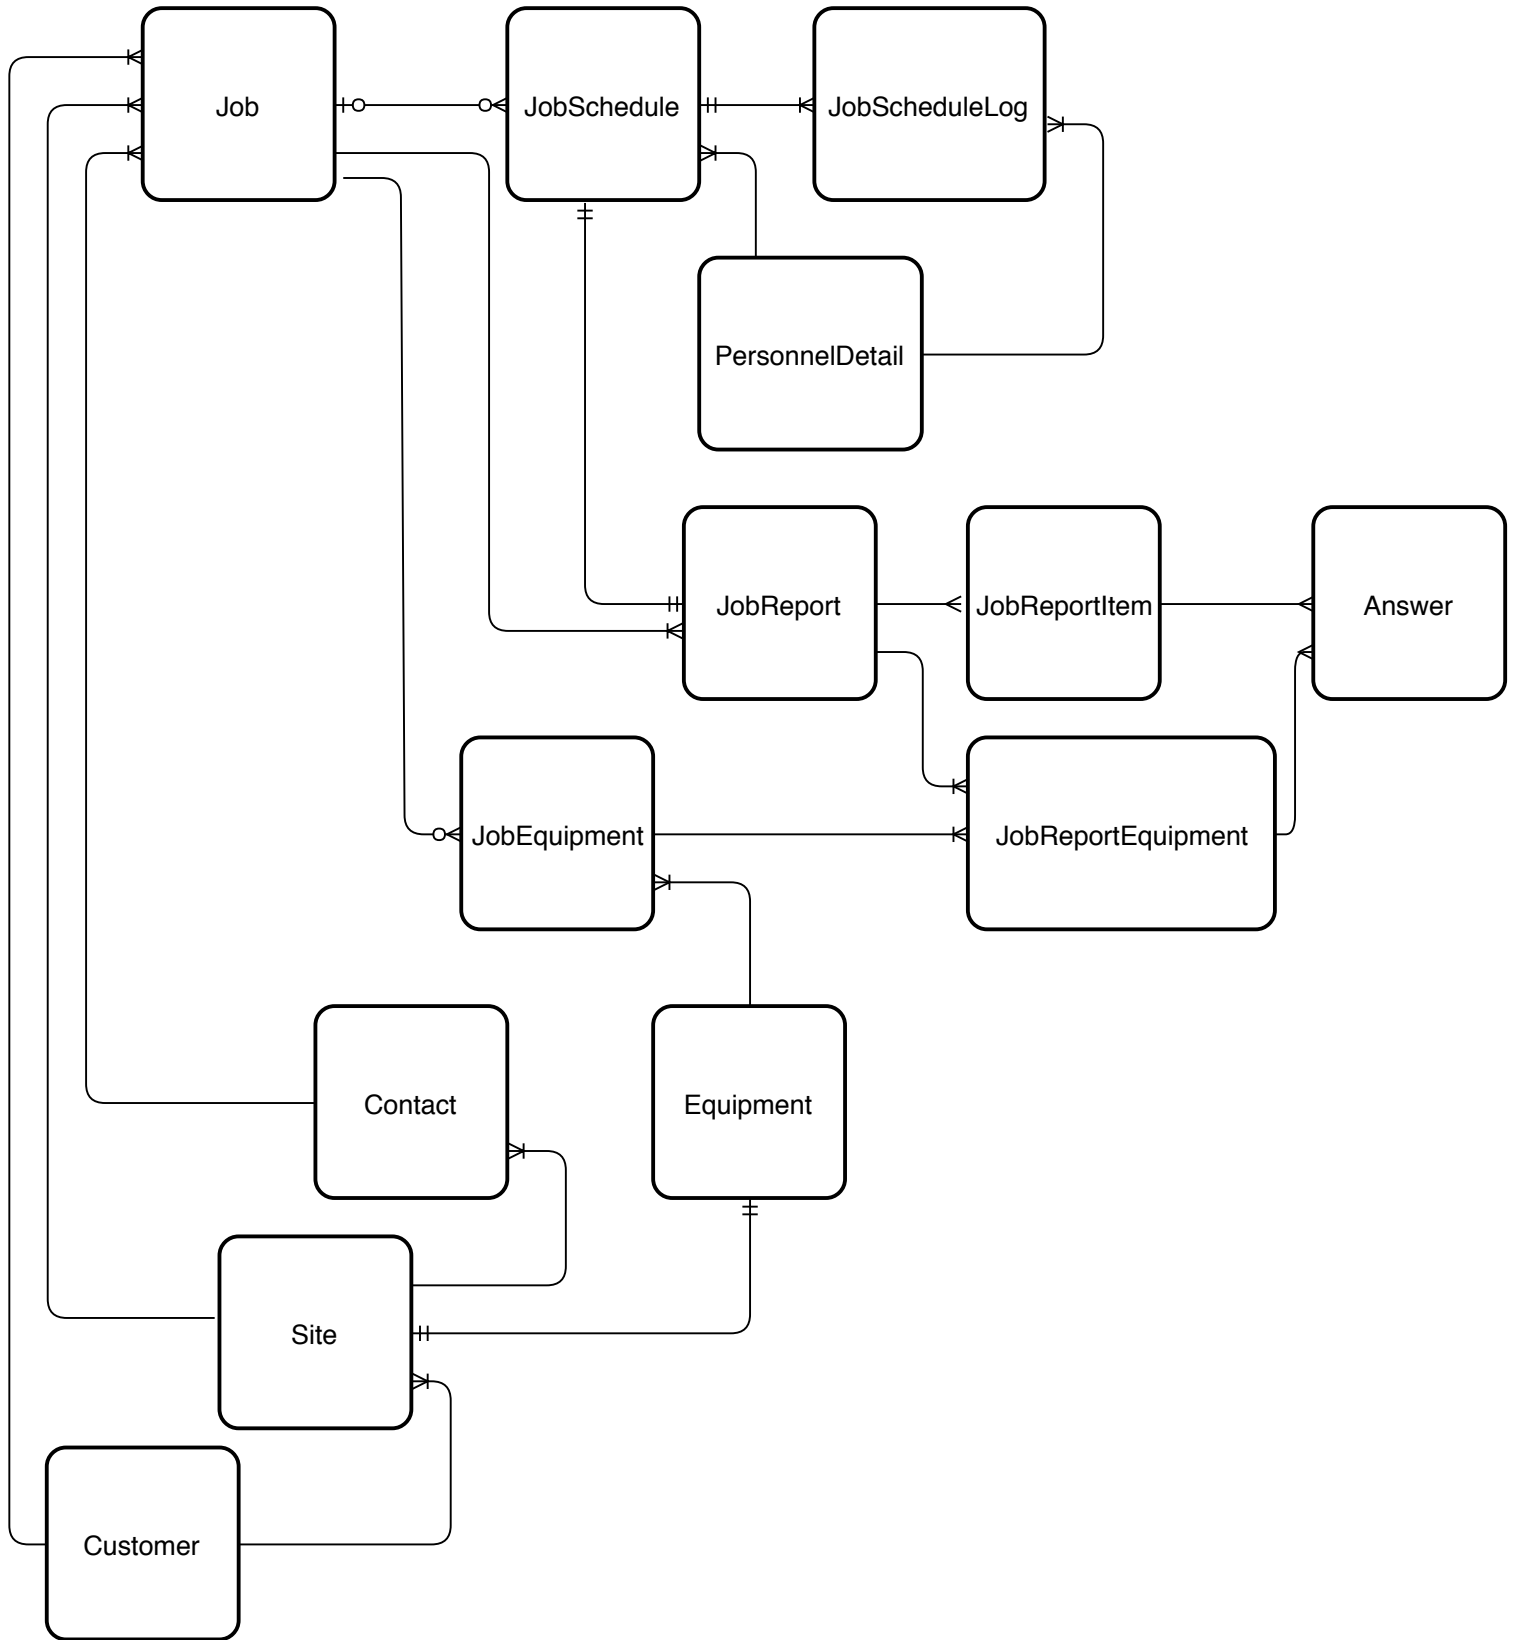 Job
JobSchedule
JobScheduleLog
PersonnelDetail
JobReport
JobReportItem
Answer
JobEquipment
JobReportEquipment
Contact
Equipment
Site
Customer